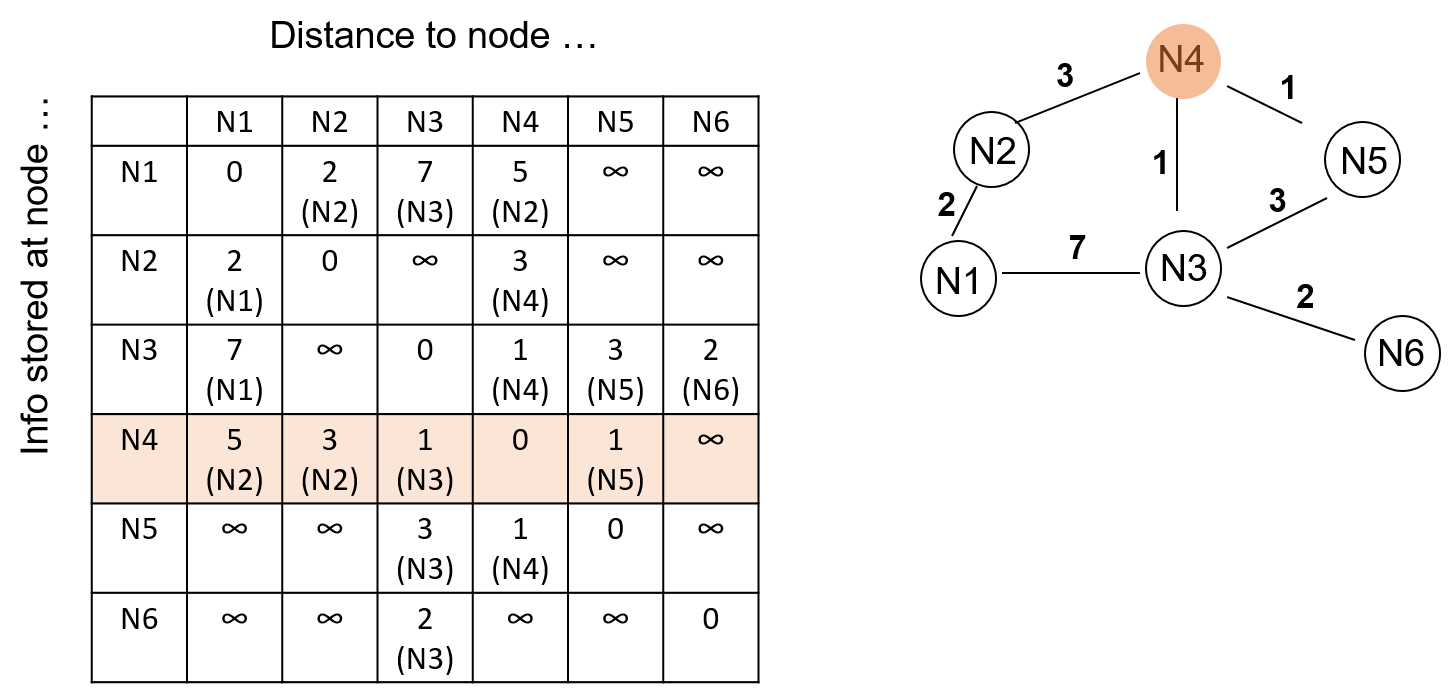 Distance to node …
Info stored at node …
N1 N2 N3 N4 N5 N6
N1 0 2 7 5 ∞ ∞
(N2) (N3) (N2)
N2 2 0 ∞ 3 ∞ ∞
(N1) (N4)
N3 7 ∞ 0 1 3 2
(N1) (N4) (N5) (N6)
N4 5 3 1 0 1 ∞
(N2) (N2) (N3) (N5)
N5 ∞ ∞ 3 1 0 ∞
(N3) (N4)
N6 ∞ ∞ 2 ∞ ∞ 0
(N3)
N4
3
1
N2
1
N5
2
3
7
N1
N3
2
N6